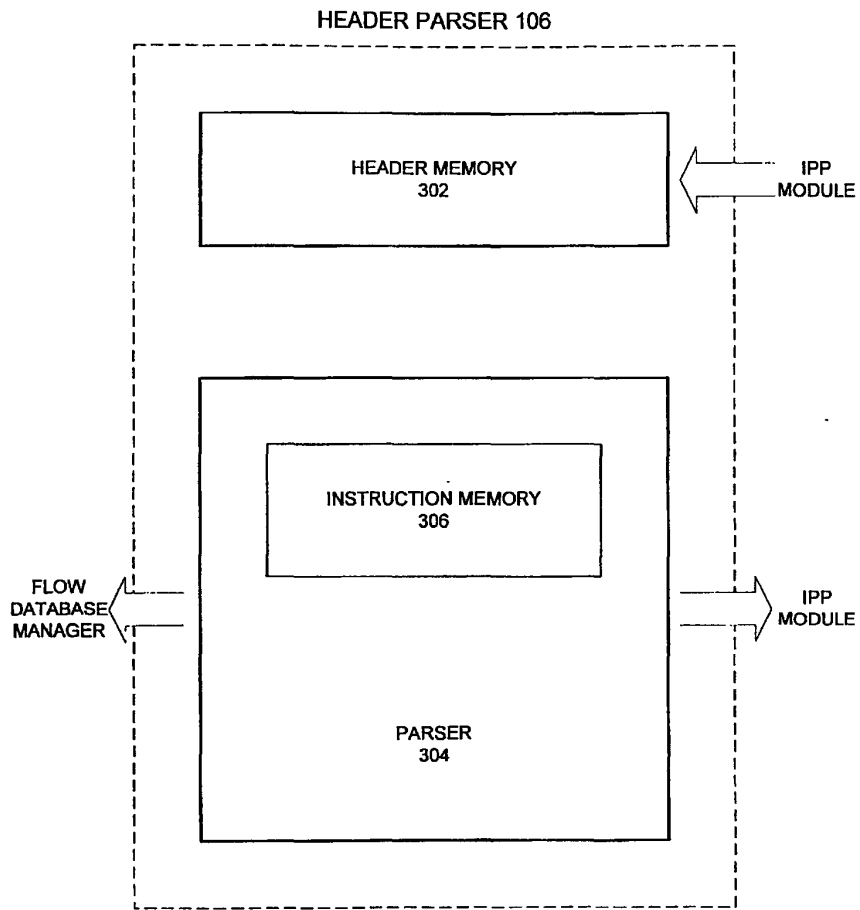 HEADER PARSER 106
HEADER MEMORY
302
IPP
MODULE
INSTRUCTION MEMORY
306
FLOW
DATABASE
MANAGER
IPP
MODULE
PARSER
304